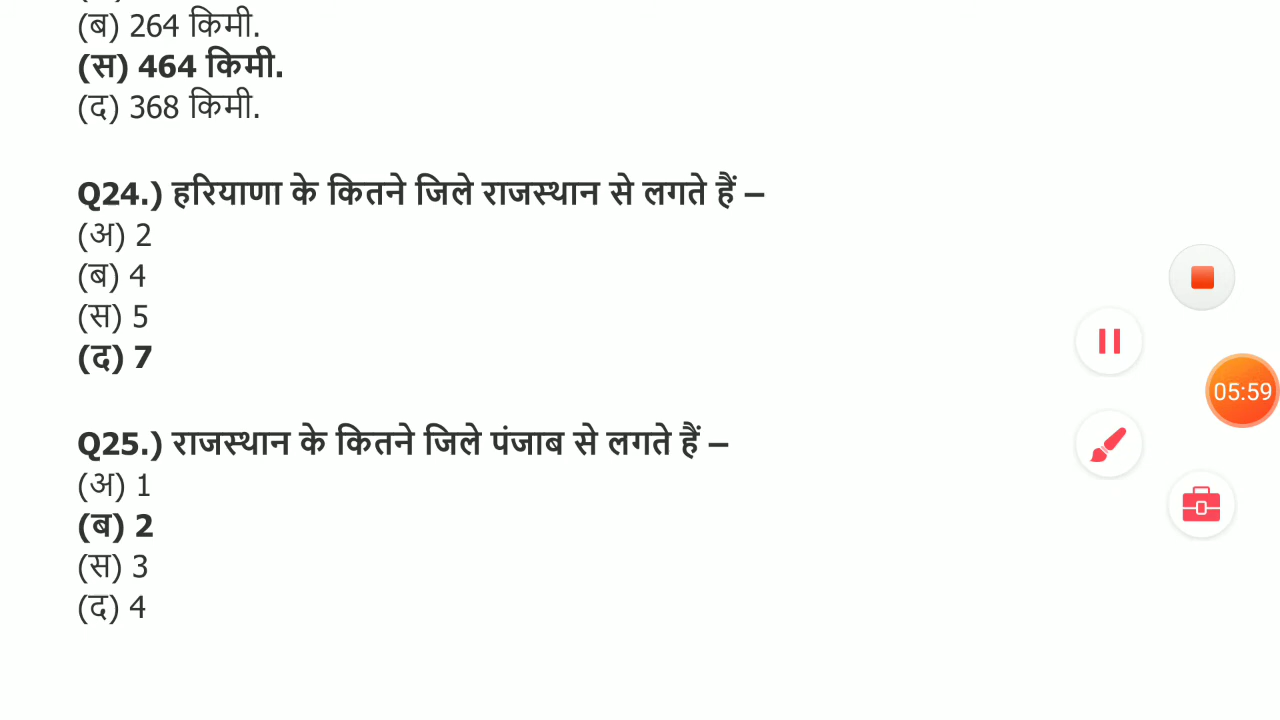 (ब) 264 किमी.
(स) 464 किमी.
(द) 368 किमी.
Q24.) हरियाणा के कितने जिले राजस्थान से लगते हैं –
(अ) 2
(ब) 4
(स) 5
(द) 7
05:59
Q25.) राजस्थान के कितने जिले पंजाब से लगते हैं –
(अ) 1
(ब) 2
(स) 3
(द) 4